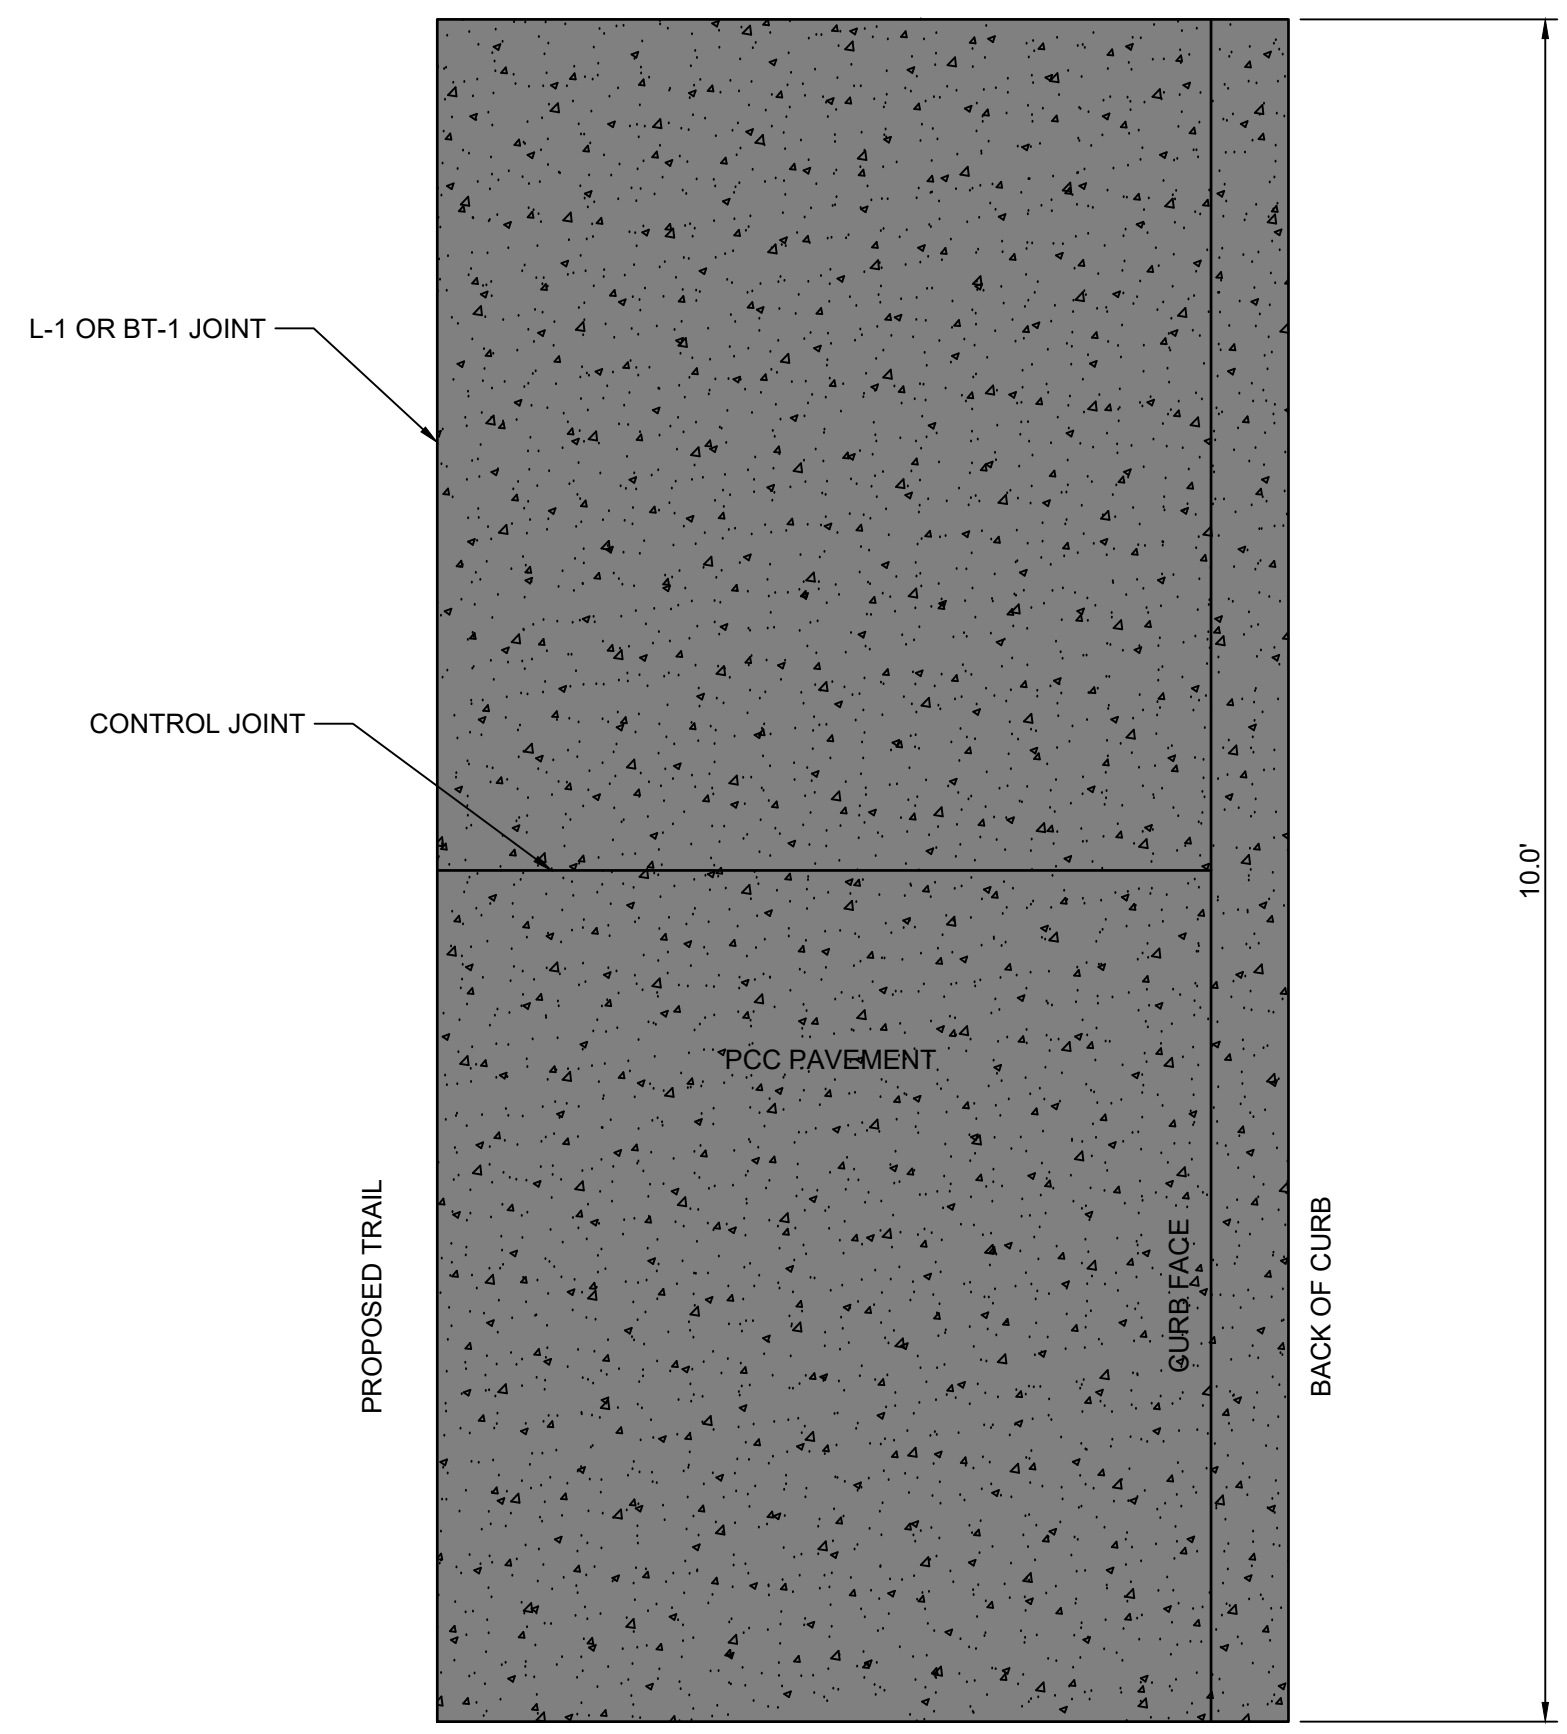 L-1 OR BT-1 JOINT
CONTROL JOINT
10.0'
PCC PAVEMENT
PROPOSED TRAIL
CURB FACE
BACK OF CURB